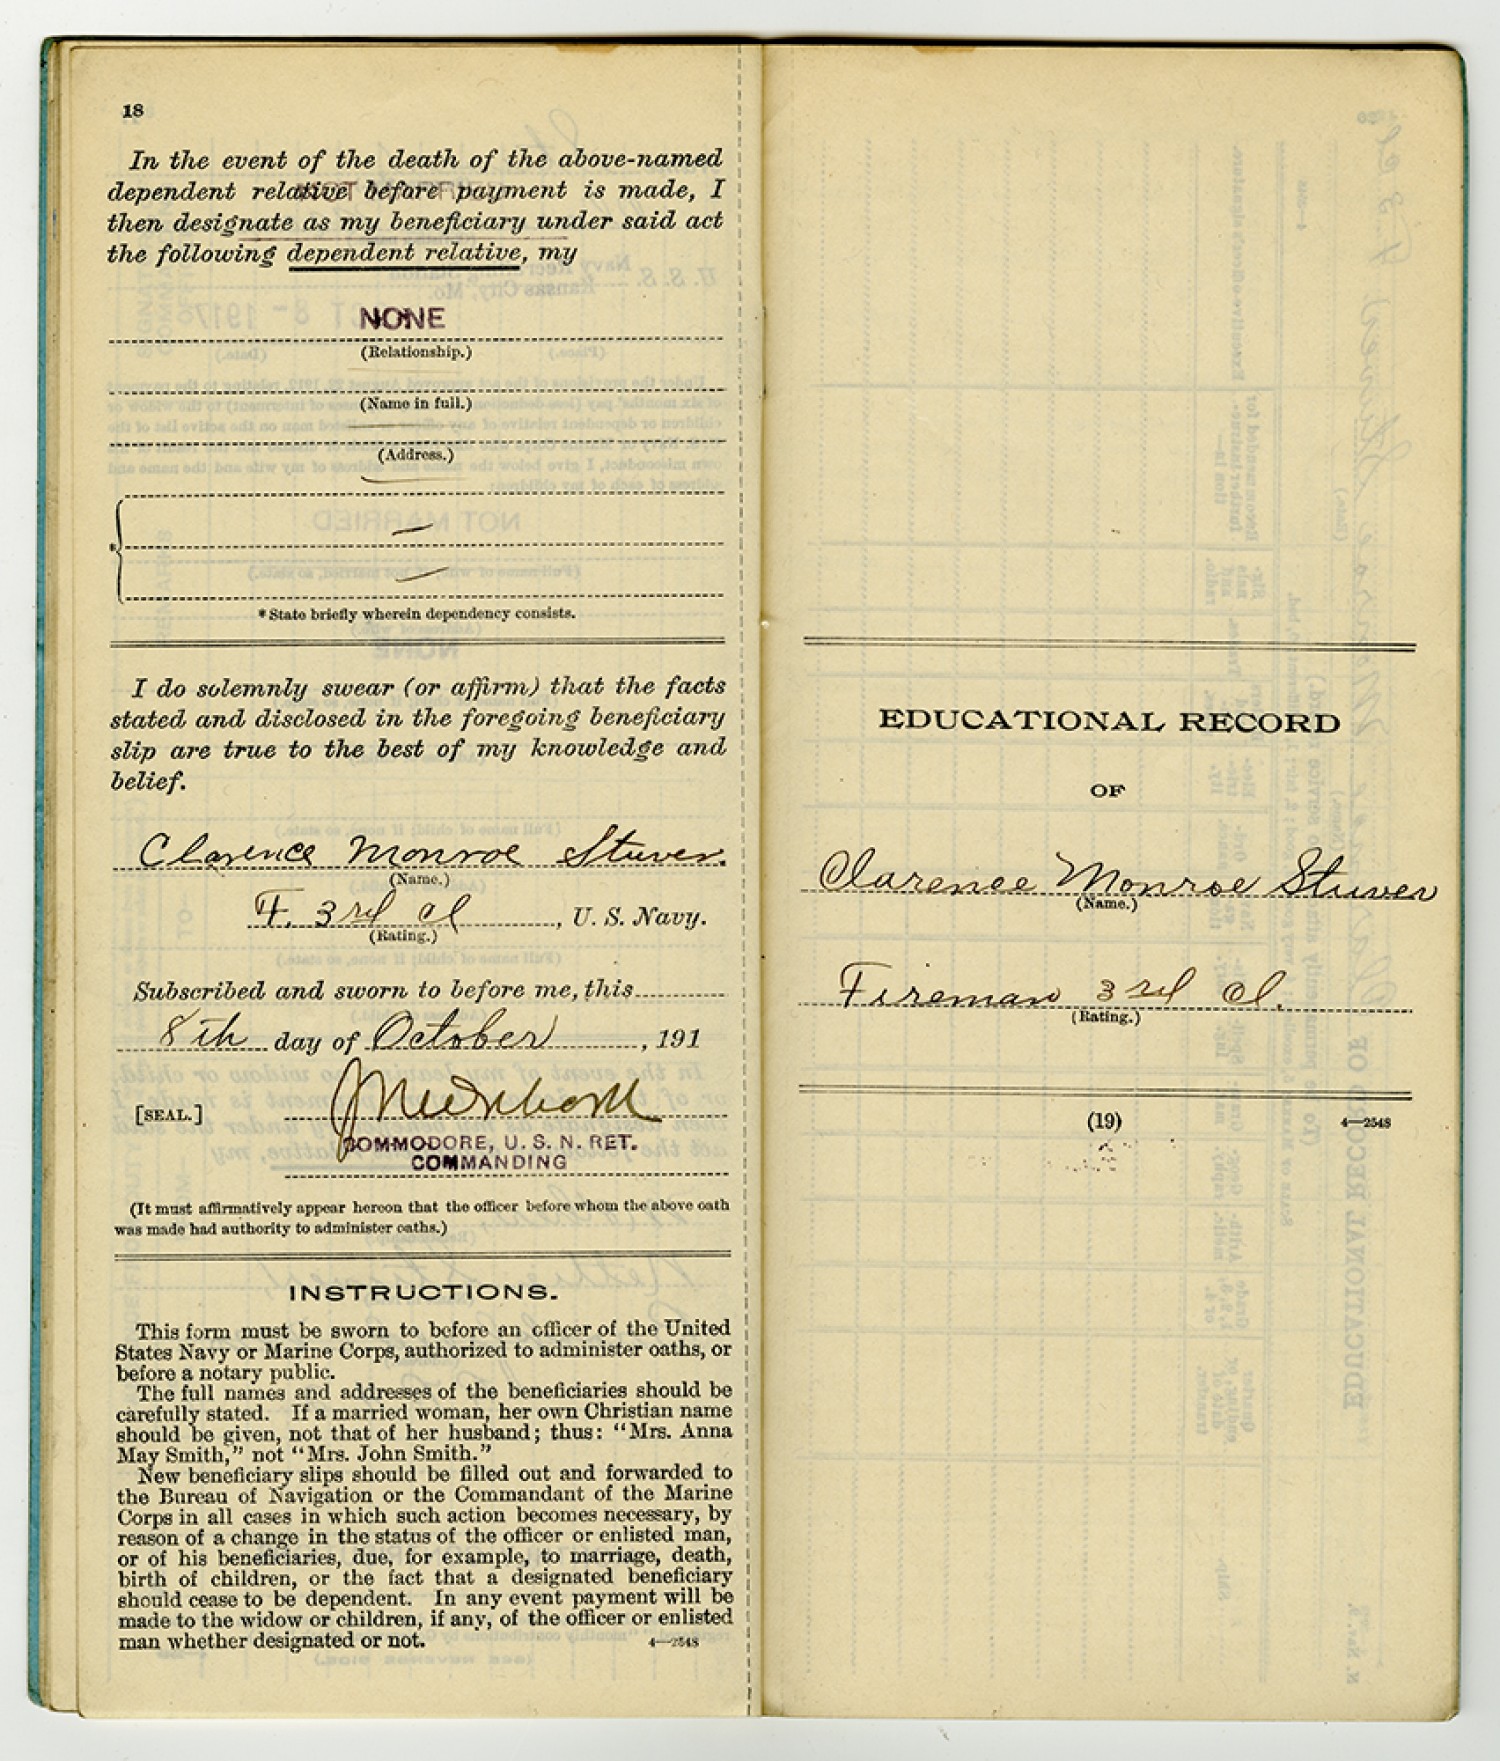 18
In the event of the death of the above-named
dependent relative before payment is made, I
then designate as my beneficiary under said act
the following dependent relative, my
NONE
(Relationship.)
(Name in full.)
(Address.)
*
*State briefly wherein dependency consists.
I do solemnly swear (or affirm) that the facts
stated and disclosed in the foregoing beneficiary
slip are true to the best of my knowledge and
belief.
Clarence Monroe Stuver.
(Name.)
F. 3rd cl, U. S. Navy.
(Rating.)
Subscribed and sworn to before me, this
8th day of October, 191
[SEAL.]
COMMODORE, U. S. N. RET.
COMMANDING
(It must affirmatively appear hereon that the officer before whom the above oath
was made had authority to administer oaths.)
INSTRUCTIONS.
This form must be sworn to before an officer of the United
States Navy or Marine Corps, authorized to administer oaths, or
before a notary public.
The full names and addresses of the beneficiaries should be
carefully stated. If a married woman, her own Christian name
should be given, not that of her husband; thus: "Mrs. Anna
May Smith," not "Mrs. John Smith."
New beneficiary slips should be filled out and forwarded to
the Bureau of Navigation or the Commandant of the Marine
Corps in all cases in which such action becomes necessary, by
reason of a change in the status of the officer or enlisted man,
or of his beneficiaries, due, for example, to marriage, death,
birth of children, or the fact that a designated beneficiary
should cease to be dependent. In any event payment will be
made to the widow or children, if any, of the officer or enlisted
man whether designated or not.
4—2548
EDUCATIONAL RECORD
OF
Clarence Monroe Stuver
(Name.)
Fireman 3rd cl.
(Rating.)
(19)
4—2548